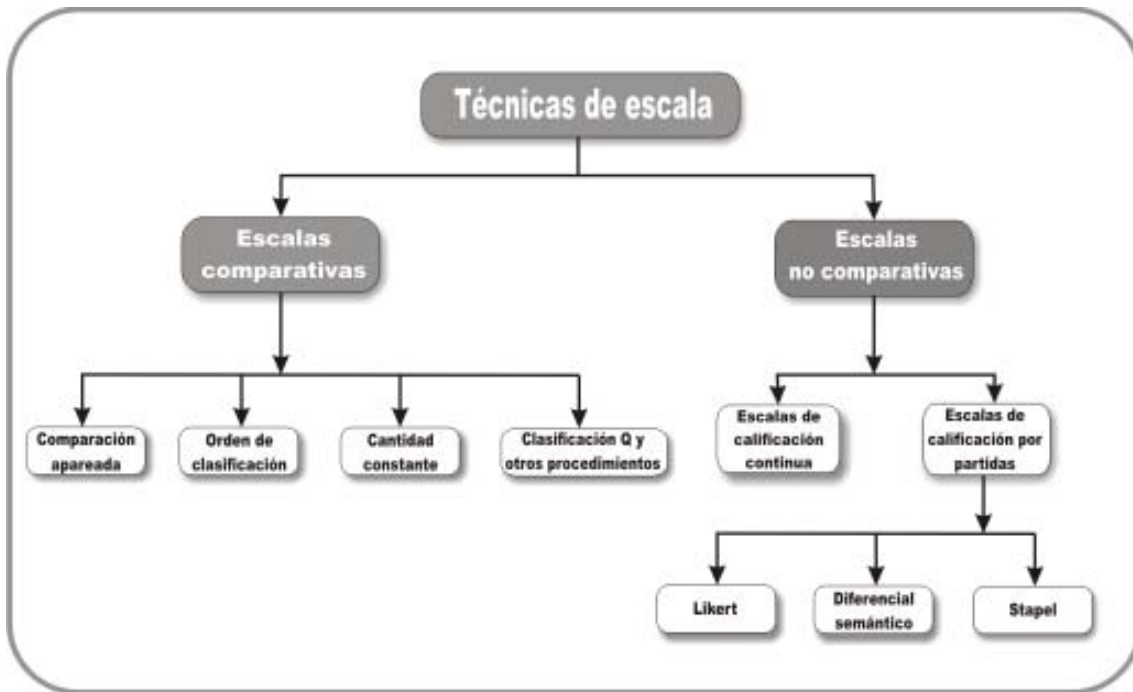 Técnicas de escala
Escalas
comparativas
Escalas
no comparativas
Comparación
apareada
Orden de
clasificación
Cantidad
constante
Clasificación Q y
otros procedimientos
Escalas de
calificación
continua
Escalas de
calificación por
partidas
Likert
Diferencial
semántico
Stapel